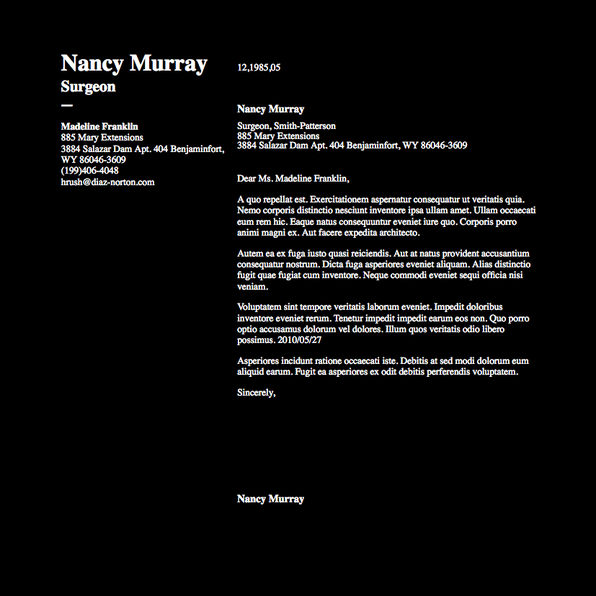 Nancy Murray
Surgeon
Madeline Franklin
885 Mary Extensions
3884 Salazar Dam Apt. 404 Benjaminfort,
WY 86046-3609
(199)406-4048
hrush@diaz-norton.com
12,1985,05
Nancy Murray
Surgeon, Smith-Patterson
885 Mary Extensions
3884 Salazar Dam Apt. 404 Benjaminfort, WY 86046-3609
Dear Ms. Madeline Franklin,
A quo repellat est. Exercitationem aspernatur consequatur ut veritatis quia.
Nemo corporis distinctio nesciunt inventore ipsa ullam amet. Ullam occaecati
eum rem hic. Eaque natus consequuntur eveniet iure quo. Corporis porro
animi magni ex. Aut facere expedita architecto.
Autem ea ex fuga iusto quasi reiciendis. Aut at natus provident accusantium
consequatur nostrum. Dicta fuga asperiores eveniet aliquam. Alias distinctio
fugit quae fugiat cum inventore. Neque commodi eveniet sequi officia nisi
veniam.
Voluptatem sint tempore veritatis laborum eveniet. Impedit doloribus
inventore eveniet rerum. Tenetur impedit impedit earum eos non. Quo porro
optio accusamus dolorum vel dolores. Illum quos veritatis odio libero
possimus. 2010/05/27
Asperiores incidunt ratione occaecati iste. Debitis at sed modi dolorum eum
aliquid earum. Fugit ea asperiores ex odit debitis perferendis voluptatem.
Sincerely,
Nancy Murray